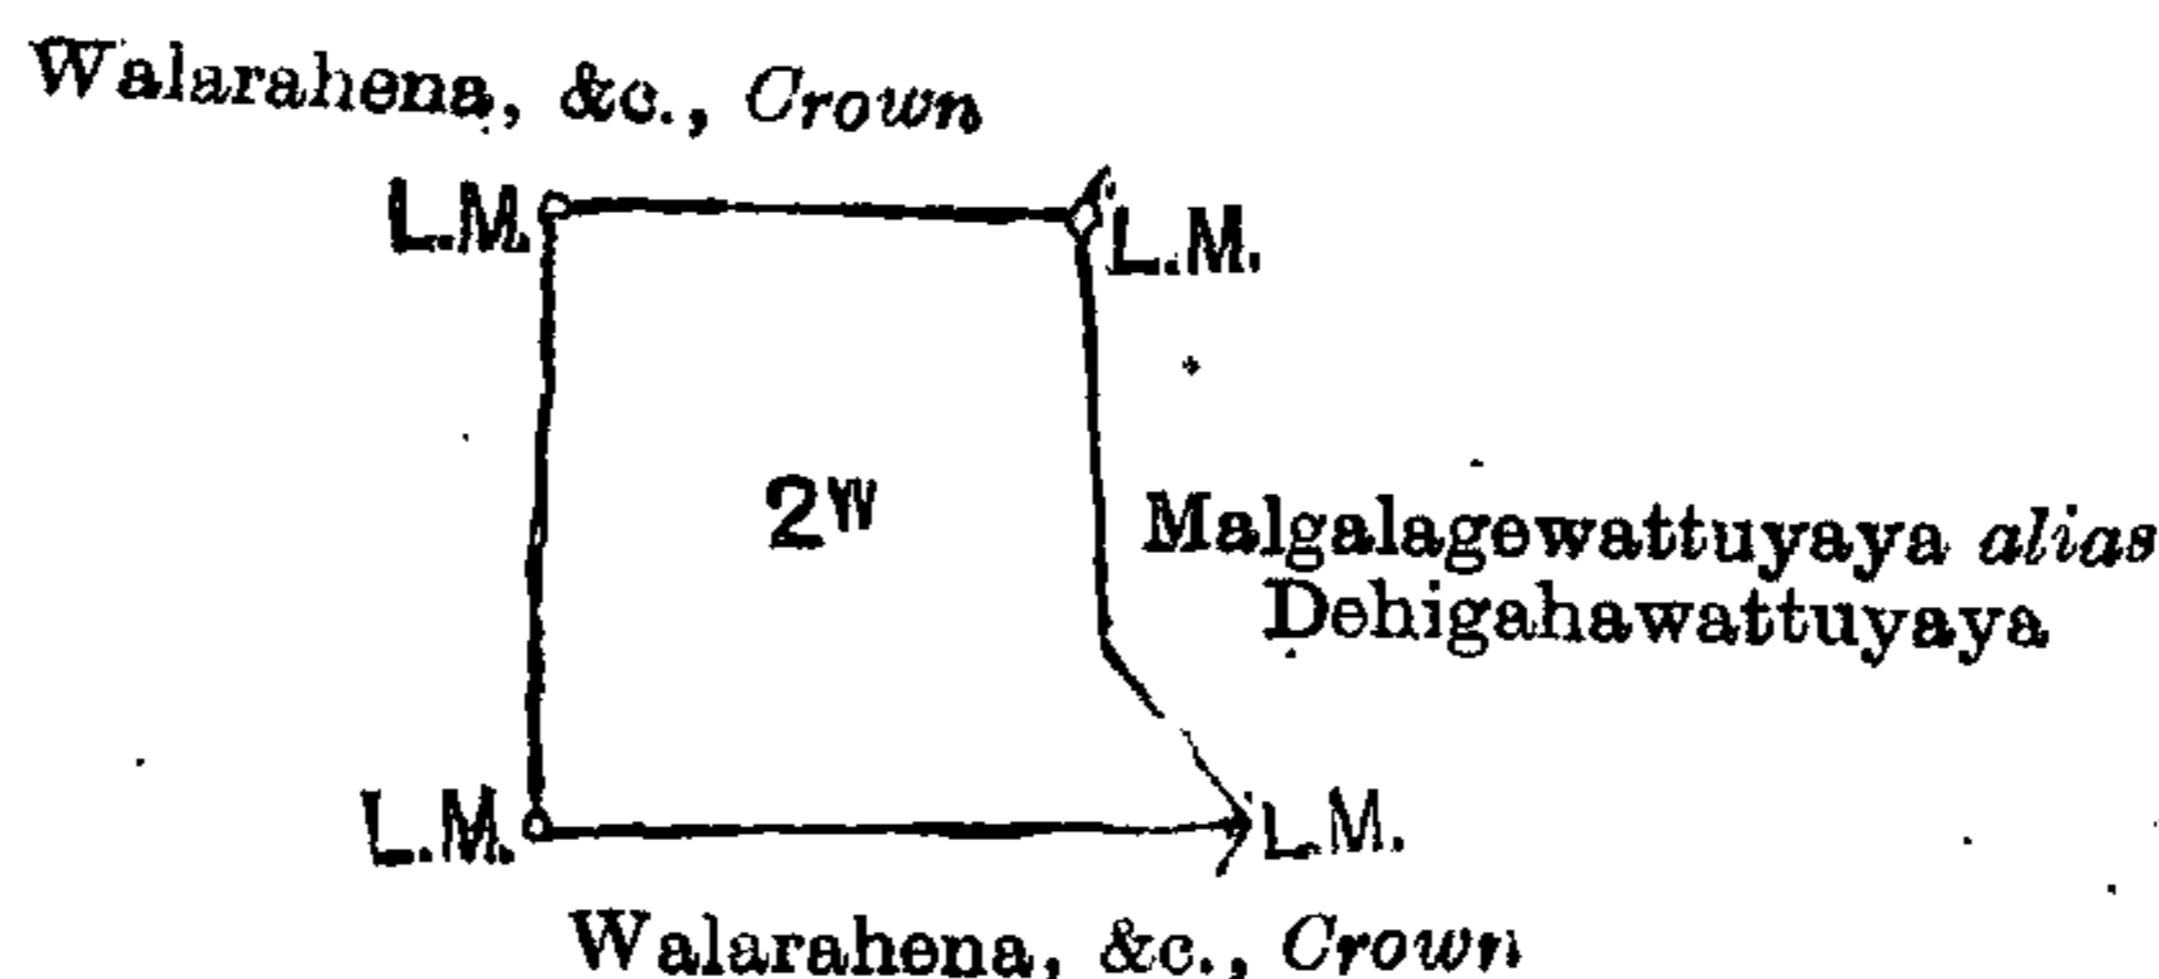 Walarahena, &c., Crown
L.M.
L.M.
2W
Malgalagewattuyaya alias
Dehigahawattuyaya
L.M.
L.M.
Walarahena, &c., Crown